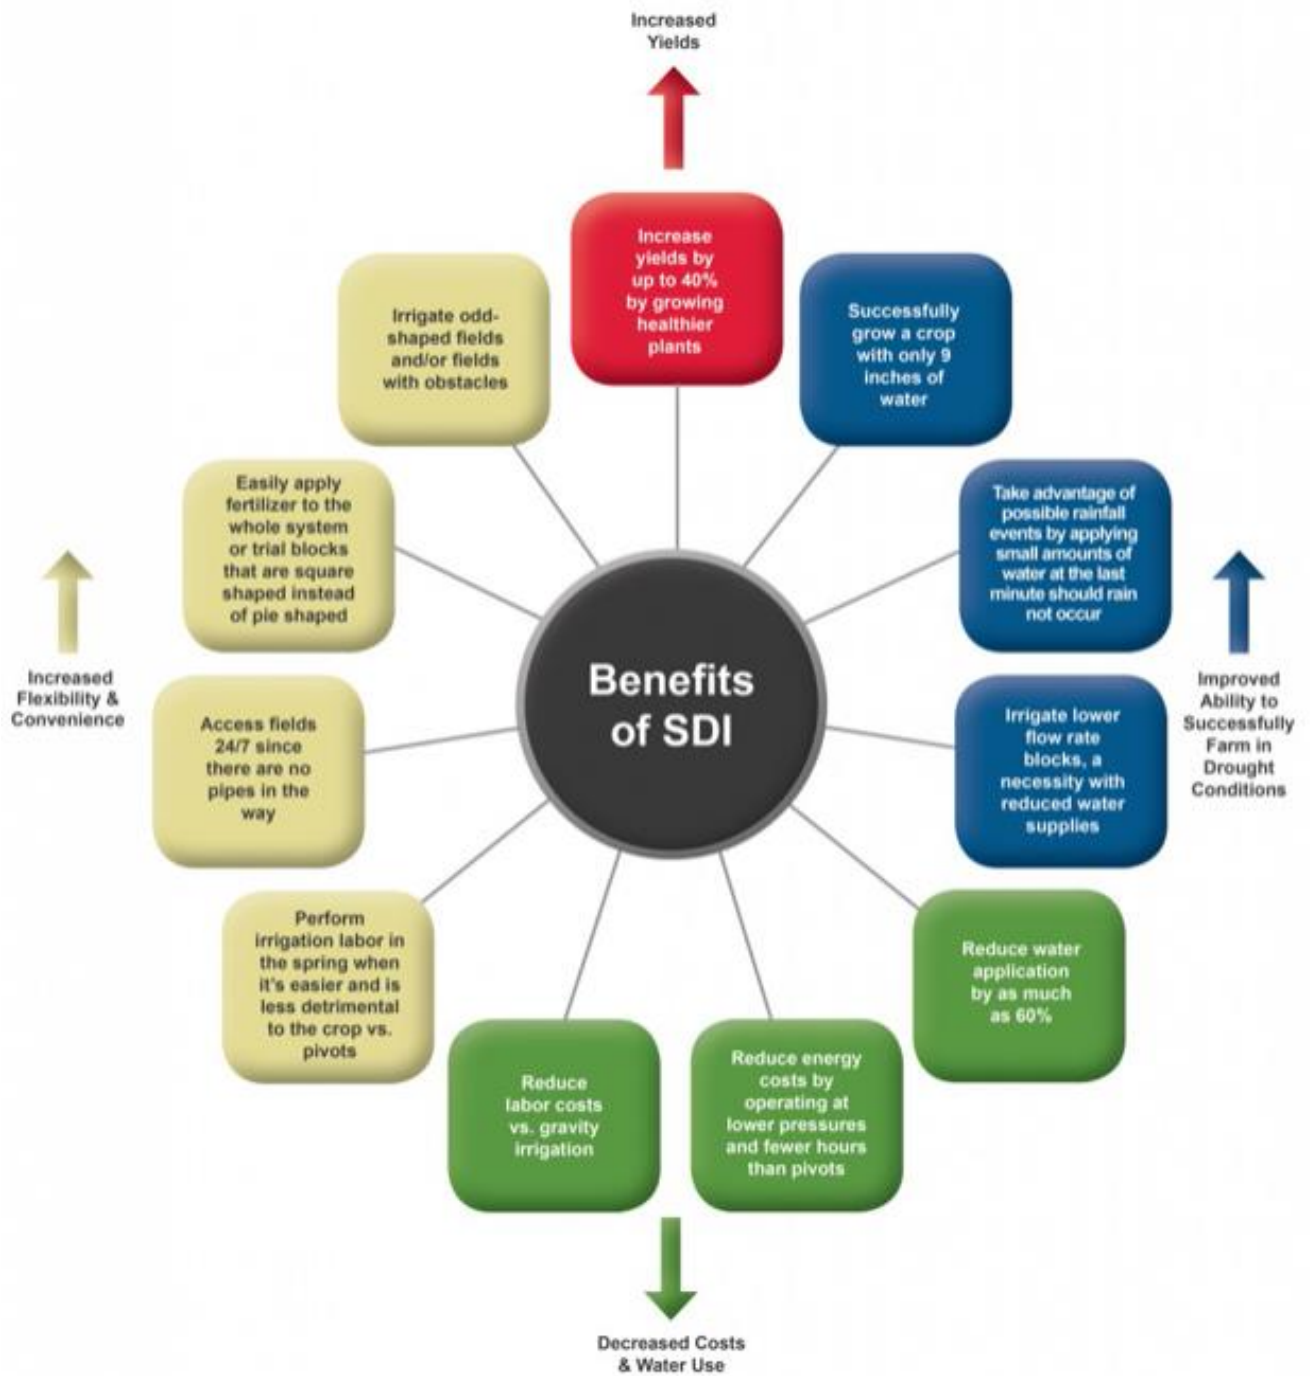 Increased
Yields
Increase
yields by
up to 40%
by growing
healthier
plants
Successfully
grow a crop
with only 9
inches of
water
Take advantage of
possible rainfall
events by applying
small amounts of
water at the last
minute should rain
not occur
Irrigate lower
flow rate
blocks, a
necessity with
reduced water
supplies
Improved
Ability to
Successfully
Farm in
Drought
Conditions
Reduce water
application
by as much
as 60%
Reduce energy
costs by
operating at
lower pressures
and fewer hours
than pivots
Reduce
labor costs
vs. gravity
irrigation
Decreased Costs
& Water Use
Perform
irrigation labor in
the spring when
it's easier and is
less detrimental
to the crop vs.
pivots
Access fields
24/7 since
there are no
pipes in the
way
Easily apply
fertilizer to the
whole system
or trial blocks
that are square
shaped instead
of pie shaped
Irrigate odd-
shaped fields
and/or fields
with obstacles
Increased
Flexibility &
Convenience
Benefits
of SDI